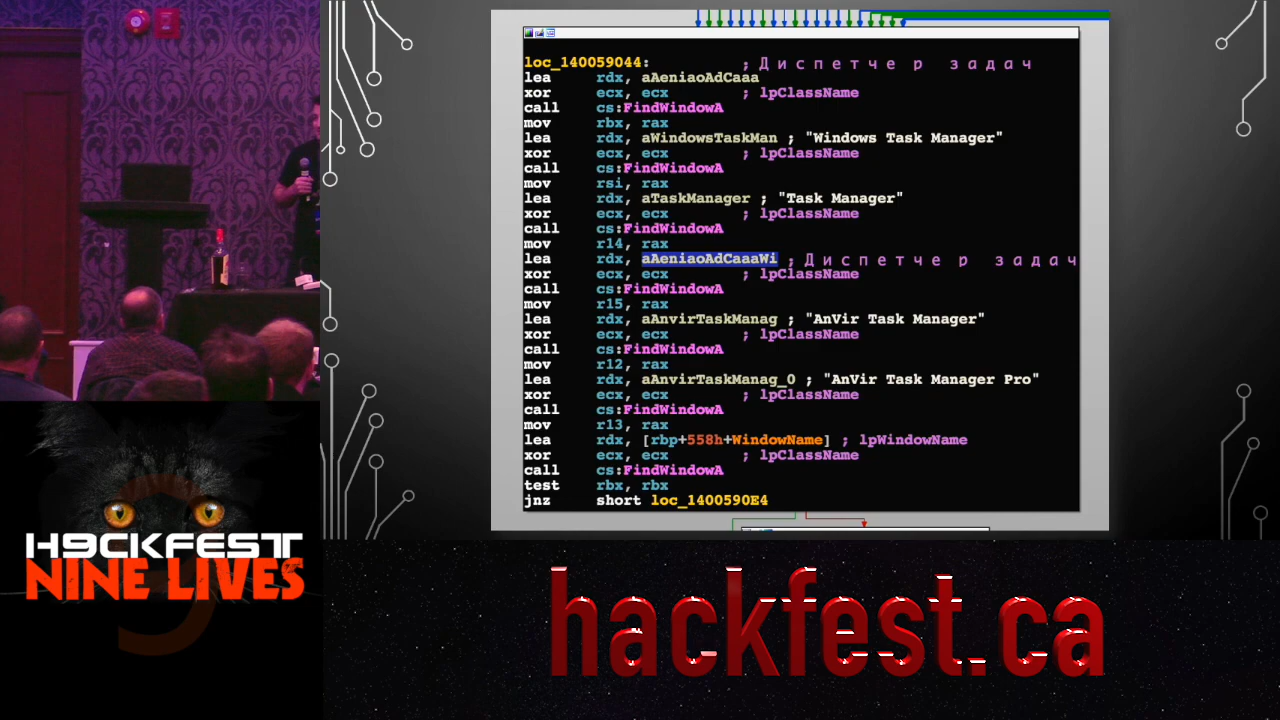 loc_140059044: ; Диспетче р задач
lea rdx, aAeniaoAdCaaa
xor ecx, ecx ; lpClassName
call cs:FindWindowA
mov rbx, rax
lea rdx, aWindowsTaskMan ; "Windows Task Manager"
xor ecx, ecx ; lpClassName
call cs:FindWindowA
mov rsi, rax
lea rdx, aTaskManager ; "Task Manager"
xor ecx, ecx ; lpClassName
call cs:FindWindowA
mov r14, rax
lea rdx, aAeniaoAdCaaaWi ; Диспетче р задач
xor ecx, ecx ; lpClassName
call cs:FindWindowA
mov r15, rax
lea rdx, aAnvirTaskManag ; "AnVir Task Manager"
xor ecx, ecx ; lpClassName
call cs:FindWindowA
mov r12, rax
lea rdx, aAnvirTaskManag_0 ; "AnVir Task Manager Pro"
xor ecx, ecx ; lpClassName
call cs:FindWindowA
mov r13, rax
lea rdx, [rbp+558h+WindowName] ; lpWindowName
xor ecx, ecx ; lpClassName
call cs:FindWindowA
test rbx, rbx
jnz short loc_1400590E4
H9CKFEST
NINE LIVES
9
hackfest.ca